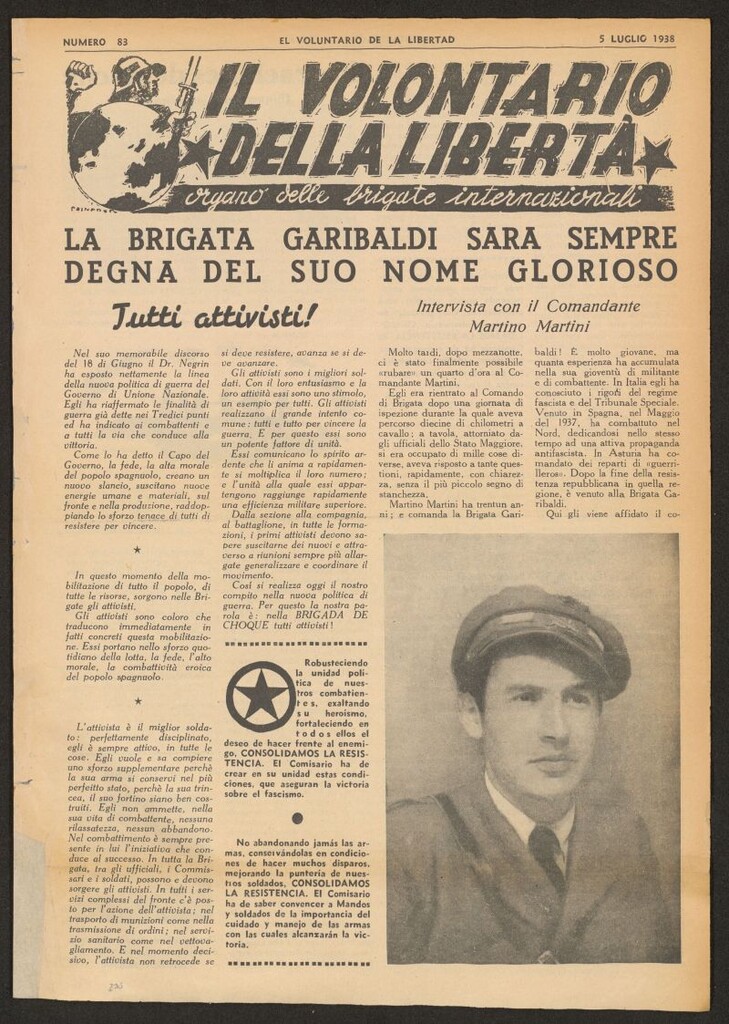 NUMERO 83
EL VOLUNTARIO DE LA LIBERTAD
5 LUGLIO 1938
IL VOLONTARIO
DELLA LIBERTÀ
organo delle brigate internazionali
LA BRIGATA GARIBALDI SARA SEMPRE
DEGNA DEL SUO NOME GLORIOSO
Tutti attivisti!
Nel suo memorabile discorso
del 18 di Giugno il Dr. Negrin
ha esposto nettamente la linea
della nuova politica di guerra del
Governo di Unione Nazionale.
Egli ha riaffermato le finalità di
guerra già dette nei Tredici punti
ed ha indicato ai combattenti e
a tutti la via che conduce alla
vittoria.
Come lo ha detto il Capo del
Governo, la fede, la alta morale
del popolo spagnuolo, creano un
nuovo slancio, suscitano nuove
energie umane e materiali, sul
fronte e nella produzione, raddop-
piando lo sforzo tenace di tutti di
resistere per vincere.
In questo momento della mo-
bilitazione di tutto il popolo, di
tutte le risorse, sorgono nelle Bri-
gate gli attivisti.
Gli attivisti sono coloro che
traducono immediatamente in
fatti concreti questa mobilitazio-
ne. Essi portano nello sforzo quo-
tidiano della lotta, la fede, l'alto
morale, la combattività eroica
del popolo spagnuolo
L'attivista è il miglior solda-
to: perfettamente disciplinato,
egli è sempre attivo, in tutte le
cose. Egli vuole e sa compiere
uno sforzo supplementare perchè
la sua arma si conservi nel più
perfeitto stato, perchè la sua trin-
cea, il suo fortino siano ben cos-
truiti. Egli non ammette, nella
sua vita di combattente, nessuna
rilassatezza, nessun abbandono.
Nel combattimento è sempre pre-
sente in lui l'iniziativa che con-
duce al successo. In tutta la Bri-
gata, tra gli ufficiali, i Commis-
sari e i soldati, possono e devono
sorgere gli attivisti. In tutti i ser-
vizi complessi del fronte c'è pos-
to per l'azione dell'attivista; nel
trasporto di munizioni come nella
trasmissione di ordini; nel servi-
zio sanitario come nel vettova-
gliamento. E nel momento deci-
sivo, l'attivista non retrocede se
si deve resistere, avanza se si de-
ve avanzare.
Gli attivisti sono i migliori sol-
dati. Con il loro entusiasmo e la
loro attività essi sono uno stimolo,
un esempio per tutti. Gli attivisti
realizzano il grande intento co-
mune: tutti e tutto per vincere la
guerra. E per questo essi sono
un potente fattore di unità.
Essi comunicano lo spirito ar-
dente che li anima a rapidamen-
te si moltiplica il loro numero;
e l'unità alla quale essi appar-
tengono raggiunge rapidamente
una efficienza militare superiore.
Dalla sezione alla compagnia,
al battaglione, in tutte le forma-
zioni, i primi attivisti devono sa-
pere suscitarne dei nuovi e attra-
verso a riunioni sempre più allar-
gate generalizzare e coordinare il
movimento.
Così si realizza oggi il nostro
compito nella nuova politica di
guerra. Per questo la nostra pa-
rola è: nella BRIGADA DE
CHOQUE tutti attivisti!
Robusteciendo
la unidad polí-
tica de nues-
tros combatien-
tes, exaltando
su heroísmo,
fortaleciendo en
todos ellos el
deseo de hacer frente al enemi-
go, CONSOLIDAMOS LA RESIS-
TENCIA. El Comisario ha de
crear en su unidad estas condi-
ciones, que aseguran la victoria
sobre el fascismo.
No abandonando jamás las ar-
mas, conservándolas en condicio-
nes de hacer muchos disparos,
mejorando la puntería de nues-
tros soldados, CONSOLIDAMOS
LA RESISTENCIA. El Comisario
ha de saber convencer a Mandos
y soldados de la importancia del
cuidado y manejo de las armas
con las cuales alcanzarán la vic-
toria.
Intervista con il Comandante
Martino Martini
Molto tardi, dopo mezzanotte,
ci è stato finalmente possibile
«rubare» un quarto d'ora al Co-
mandante Martini.
Egli era rientrato al Comando
di Brigata dopo una giornata di
ispezione durante la quale aveva
percorso diecine di chilometri a
cavallo; a tavola, attorniato da-
gli ufficiali dello Stato Maggiore,
si era occupato di mille cose di-
verse, aveva risposto a tante ques-
tioni, rapidamente, con chiarez-
za, senza il più piccolo segno di
stanchezza.
Martino Martini ha trentun an-
ni; e comanda la Brigata Gari-
baldi! È molto giovane, ma
quanta esperienza ha accumulata
nella sua gioventù di militante
e di combattente. In Italia egli ha
conosciuto i rigori del regime
fascista e del Tribunale Speciale.
Venuto in Spagna, nel Maggio
del 1937, ha combattuto nel
Nord, dedicandosi nello stesso
tempo ad una attiva propaganda
antifascista. In Asturia ha co-
mandato dei reparti di «guerri-
lleros». Dopo la fine della resis-
tenza repubblicana in quella re-
gione, è venuto alla Brigata Ga-
ribaldi.
Qui gli viene affidato il co-